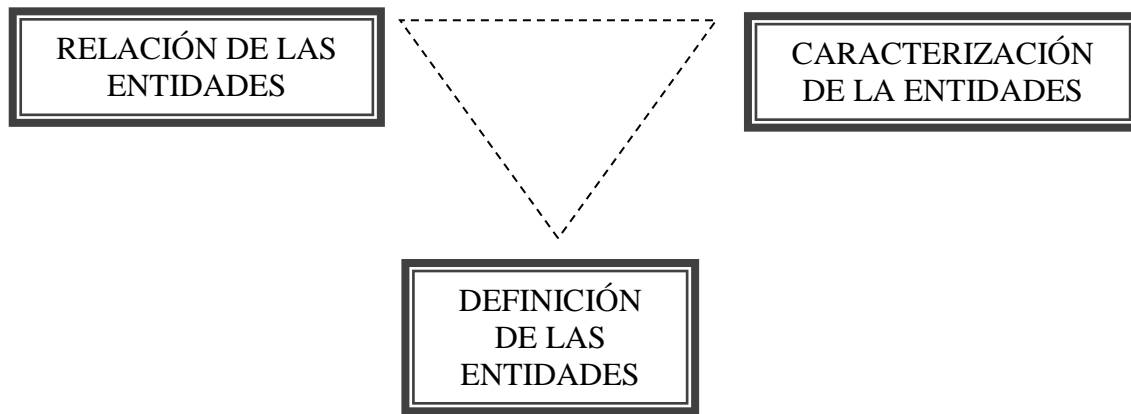 RELACIÓN DE LAS
ENTIDADES
CARACTERIZACIÓN
DE LA ENTIDADES
DEFINICIÓN
DE LAS
ENTIDADES